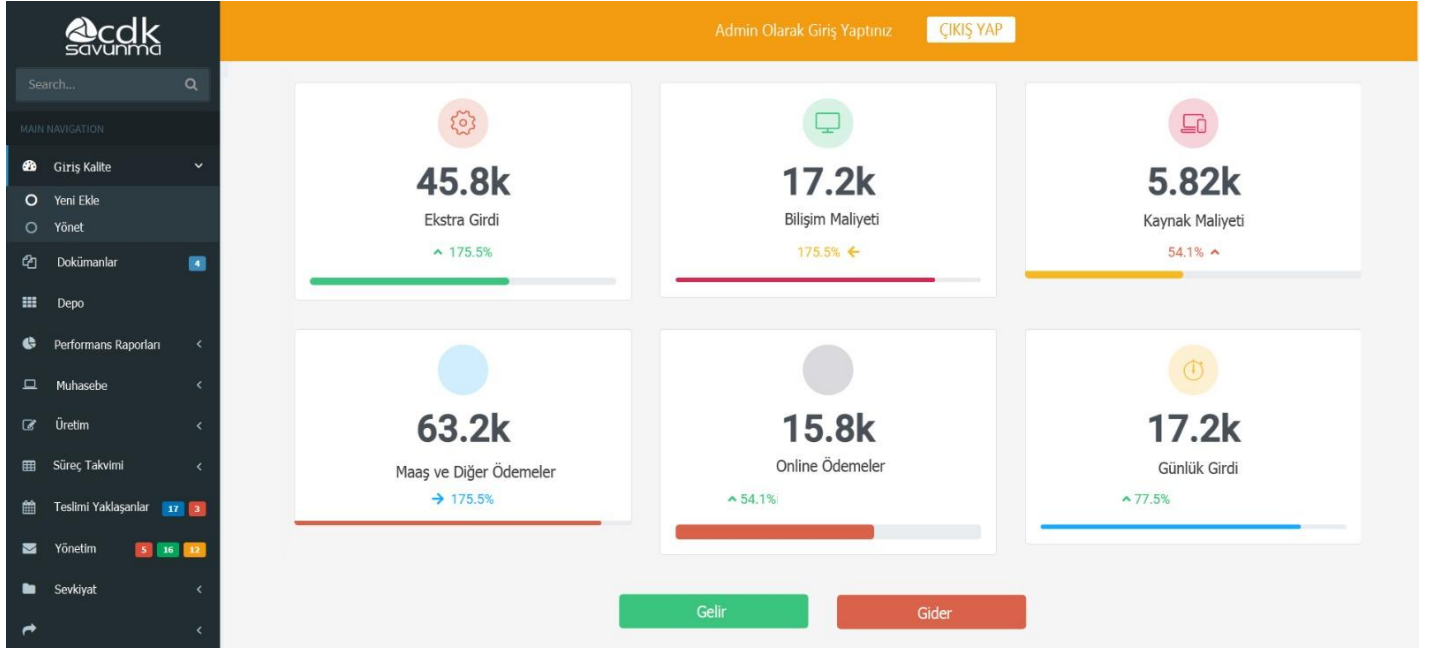 cdk
savunma
Admin Olarak Giriş Yaptınız ÇIKIŞ YAP
Search...
MAIN NAVIGATION
Giriş Kalite
Yeni Ekle
Yönet
Dokümanlar 4
Depo
Performans Raporları
Muhasebe
Üretim
Süreç Takvimi
Teslimi Yaklaşanlar 17 3
Yönetim 5 16 12
Sevkiyat
45.8k
Ekstra Girdi
175.5%
17.2k
Bilişim Maliyeti
175.5%
5.82k
Kaynak Maliyeti
54.1%
63.2k
Maaş ve Diğer Ödemeler
175.5%
15.8k
Online Ödemeler
54.1%
17.2k
Günlük Girdi
77.5%
Gelir
Gider